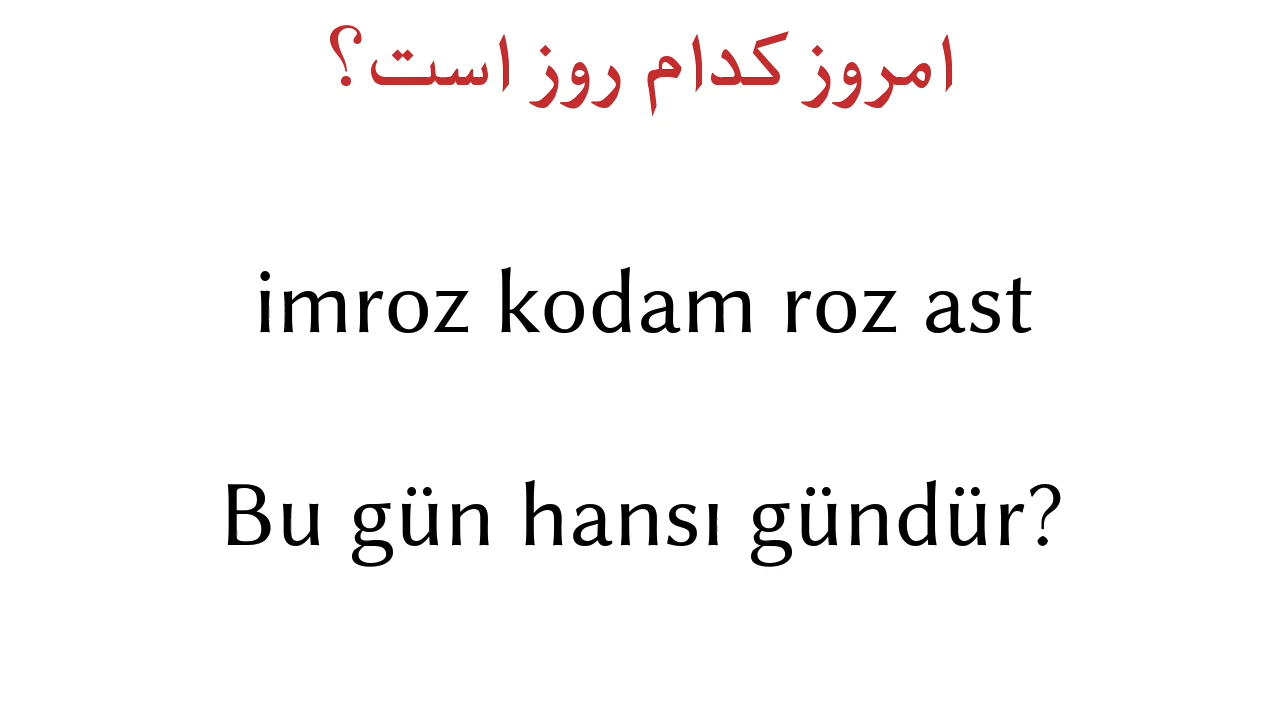 امروز کدام روز است؟
imroz kodam roz ast
Bu gün hansı gündür?